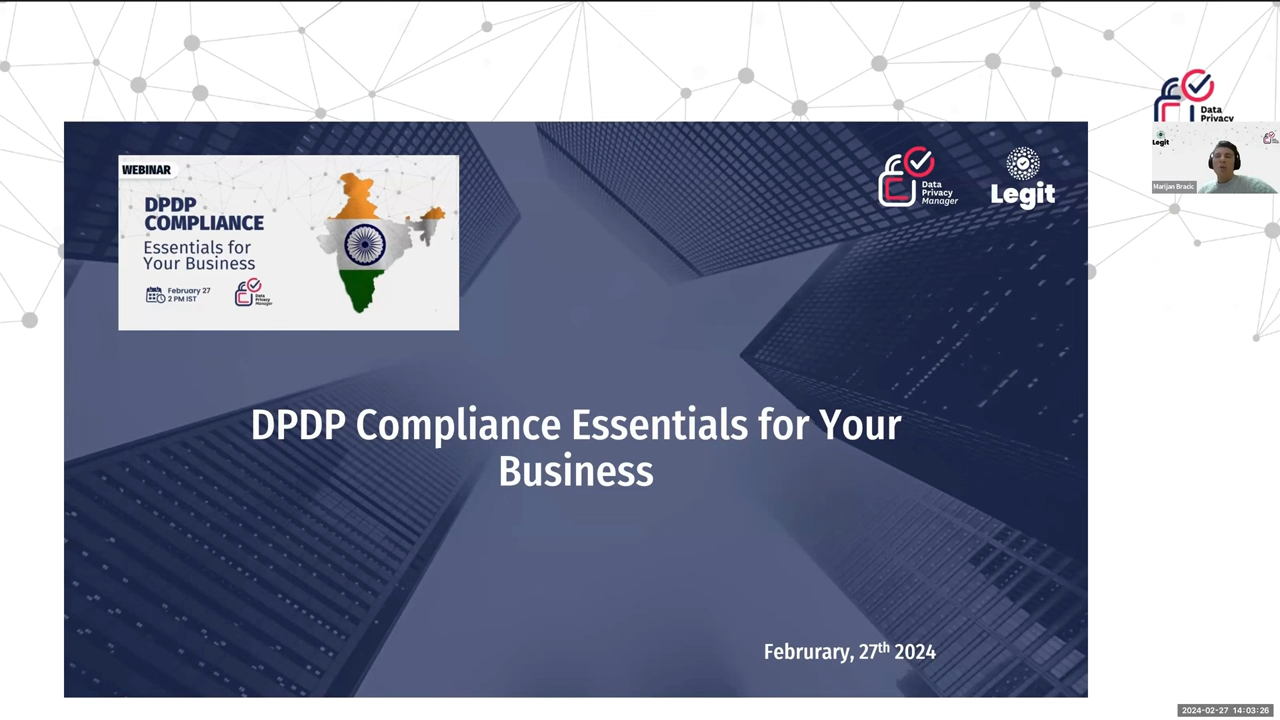 Data
Privacy
Legit
Marijan Bracic
WEBINAR
DPDP
COMPLIANCE
Essentials for
Your Business
February 27
2 PM IST
Data
Privacy
Manager
Data
Privacy
Manager
Legit
DPDP Compliance Essentials for Your
Business
Februrary, 27th 2024
2024-02-27 14:03:26